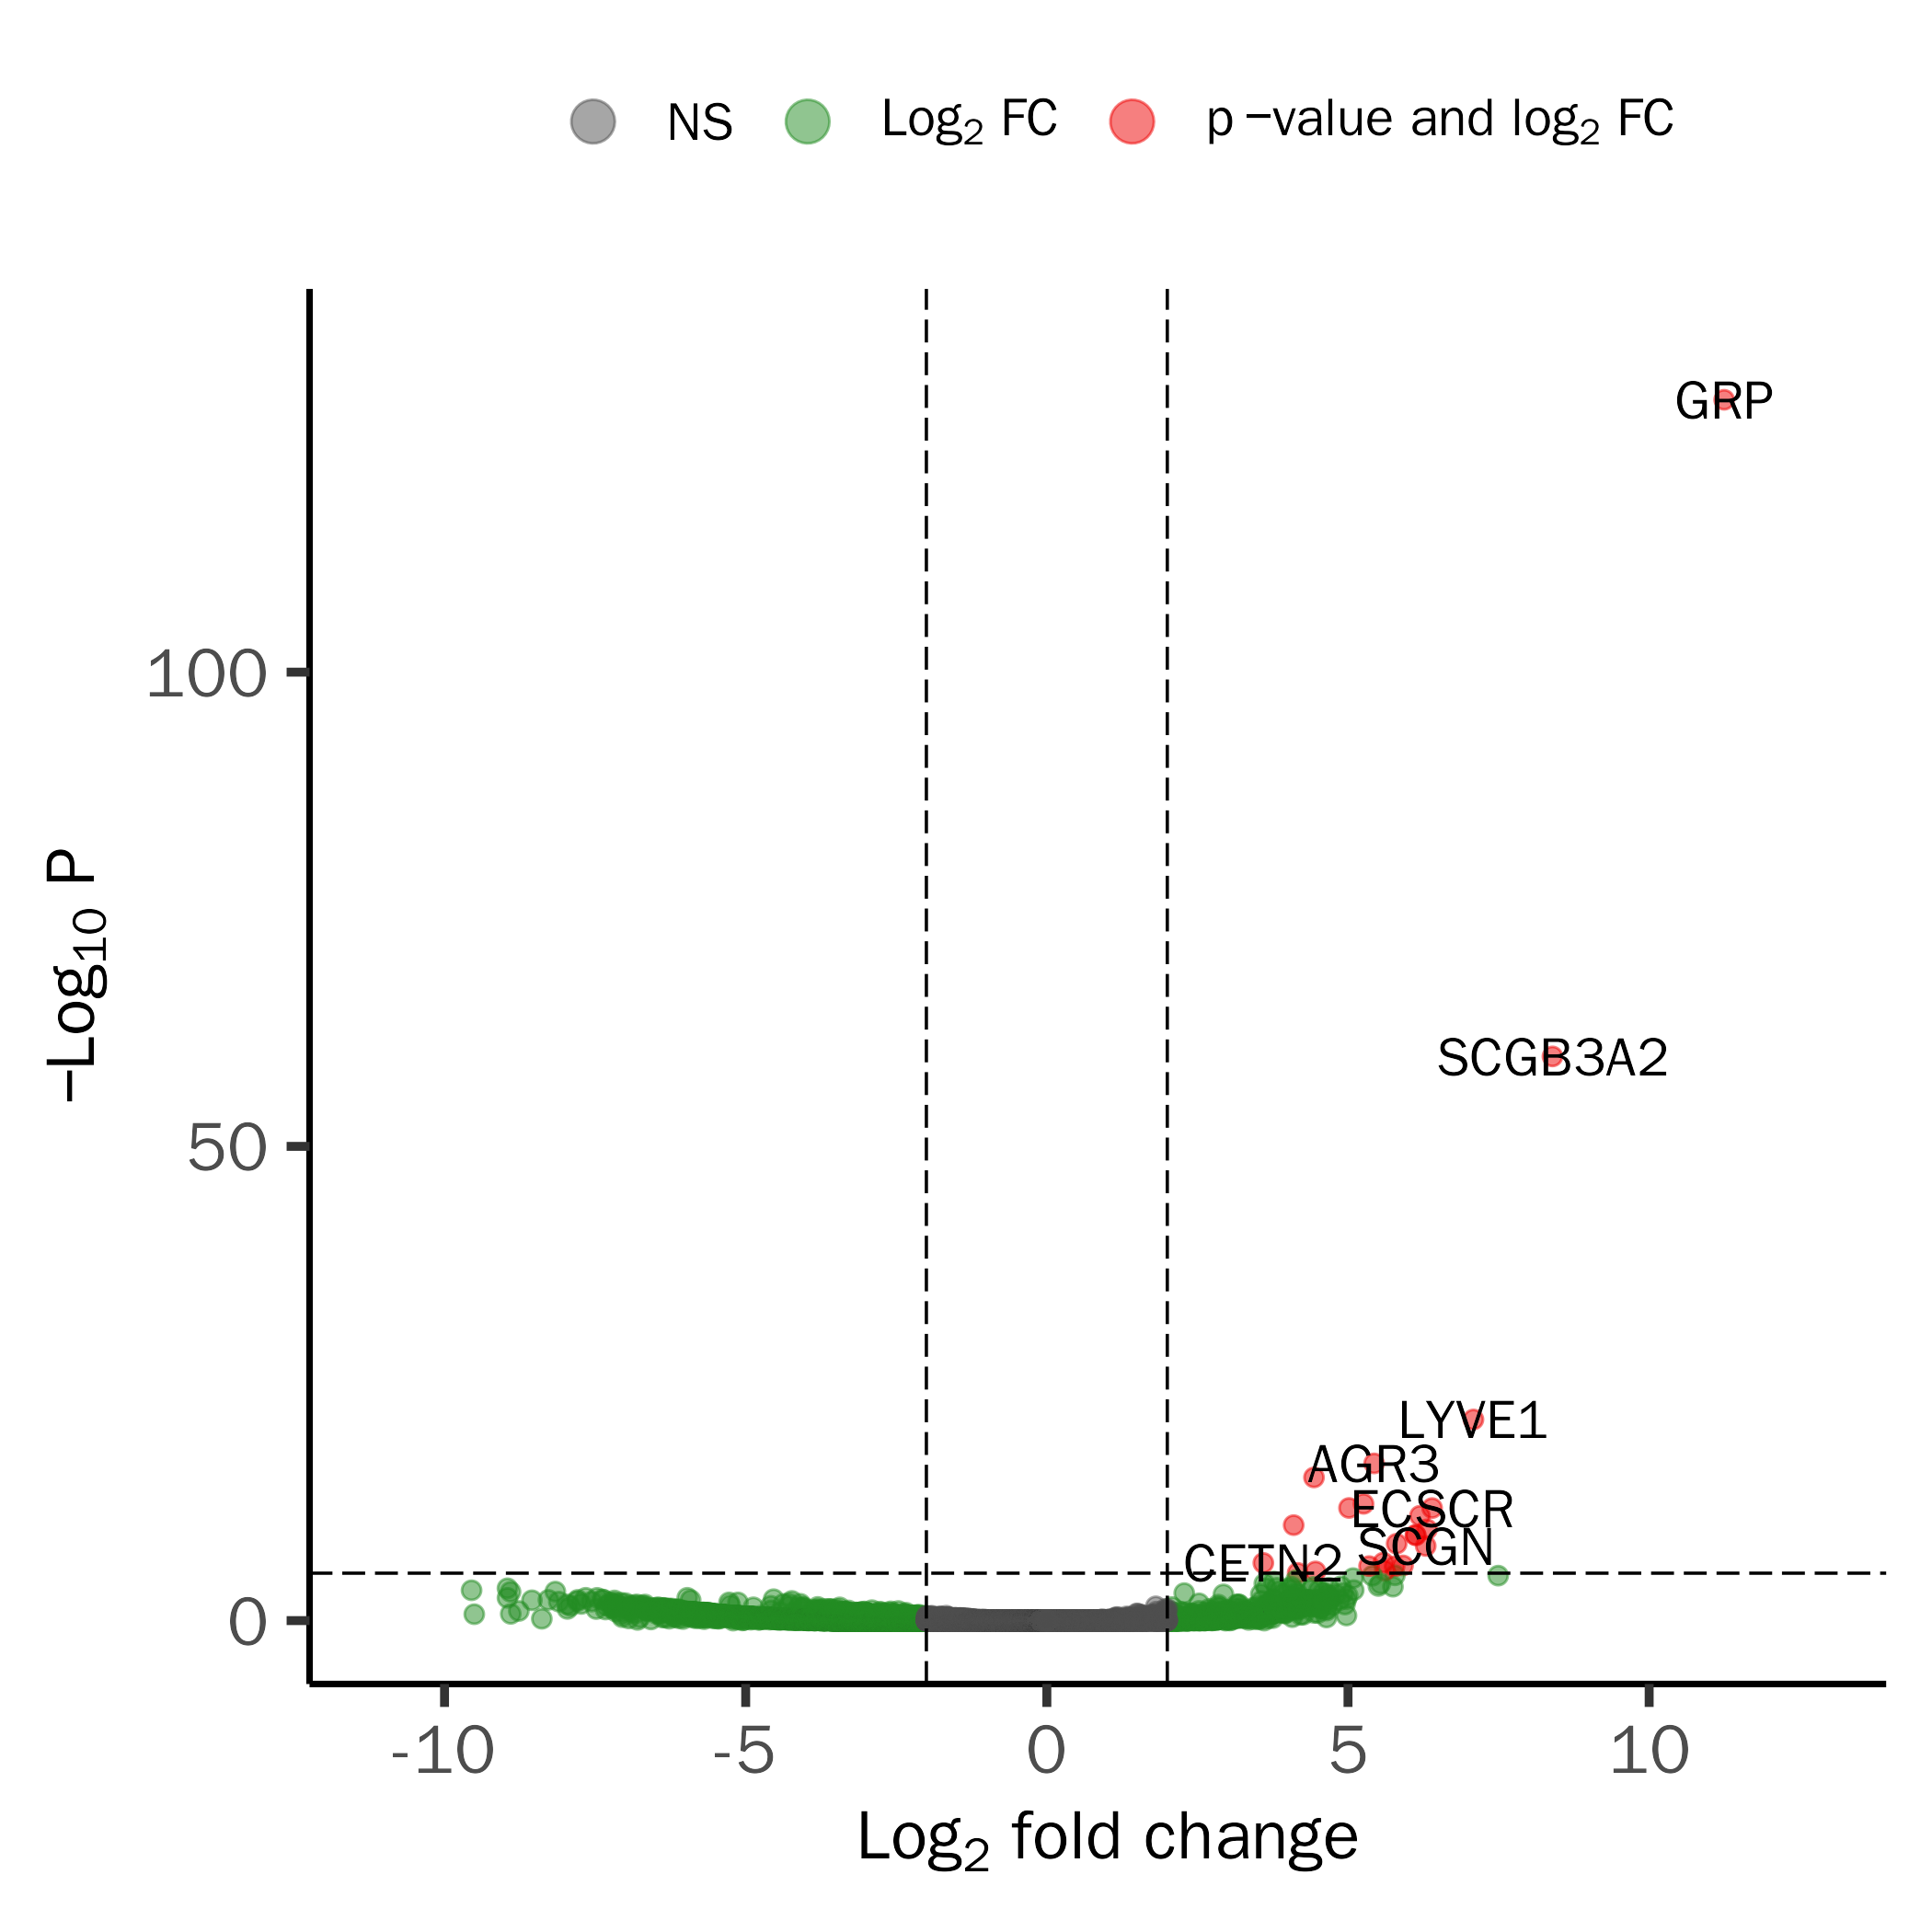 NS Log₂ FC p −value and log₂ FC
GRP
100
−Log₁₀ P
SCGB3A2
50
LYVE1
AGR3
ECSCR
SCGN
CETN2
0
-10 -5 0 5 10
Log₂ fold change